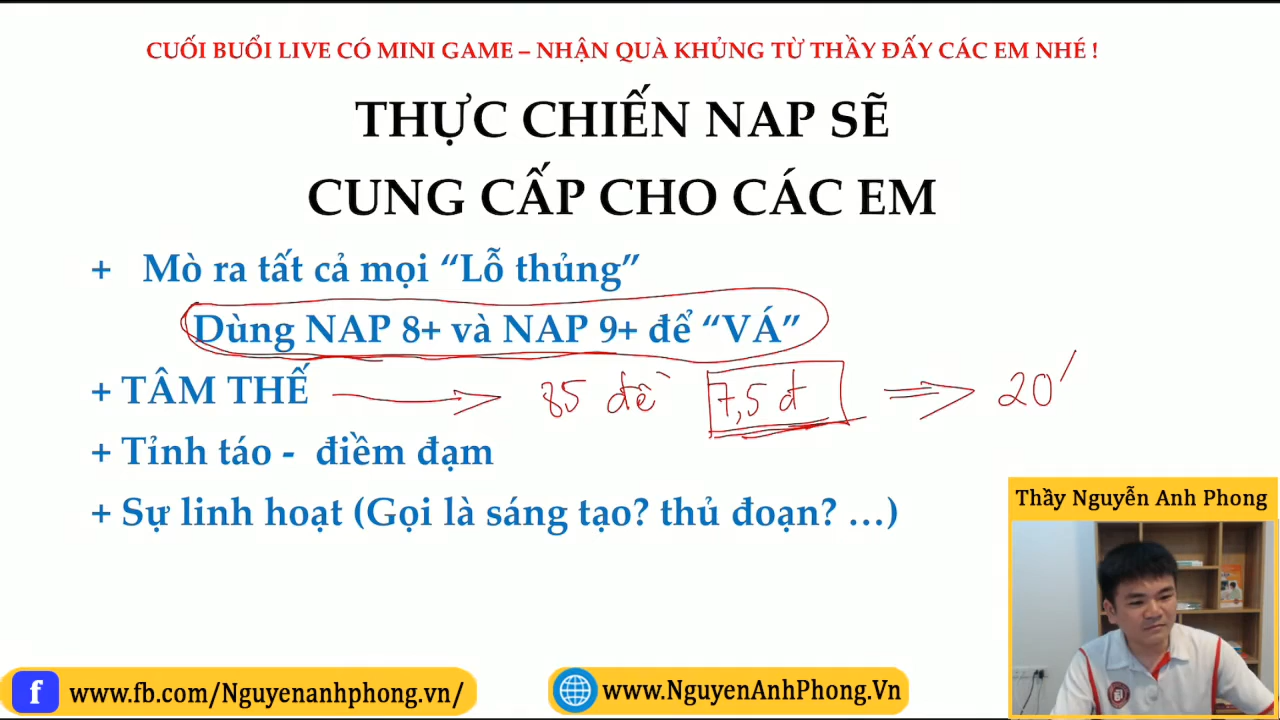 CUỐI BUỔI LIVE CÓ MINI GAME – NHẬN QUÀ KHỦNG TỪ THẦY ĐẤY CÁC EM NHÉ !
THỰC CHIẾN NAP SẼ
CUNG CẤP CHO CÁC EM
+ Mò ra tất cả mọi “Lỗ thủng”
Dùng NAP 8+ và NAP 9+ để “VÁ”
+ TÂM THẾ 85 đề 7,5 đ 20'
+ Tỉnh táo - điềm đạm
+ Sự linh hoạt (Gọi là sáng tạo? thủ đoạn? …)
Thầy Nguyễn Anh Phong
f www.fb.com/Nguyenanhphong.vn/
www.NguyenAnhPhong.Vn